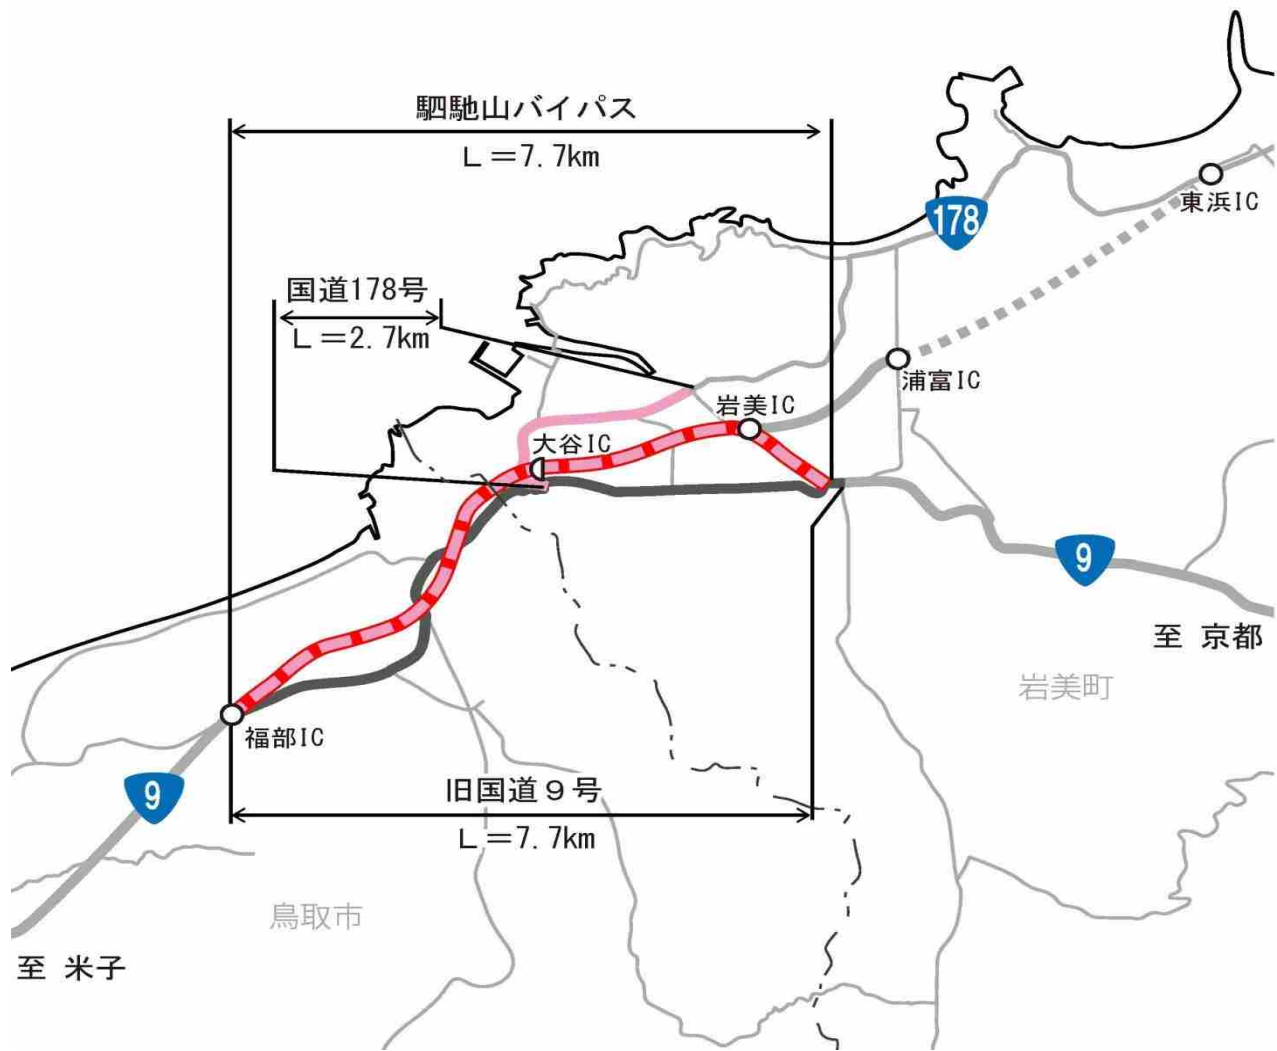 駟馳山バイパス
L=7.7km
178
東浜IC
国道178号
L=2.7km
浦富IC
岩美IC
大谷IC
9
至 京都
岩美町
福部IC
9
旧国道9号
L=7.7km
鳥取市
至 米子